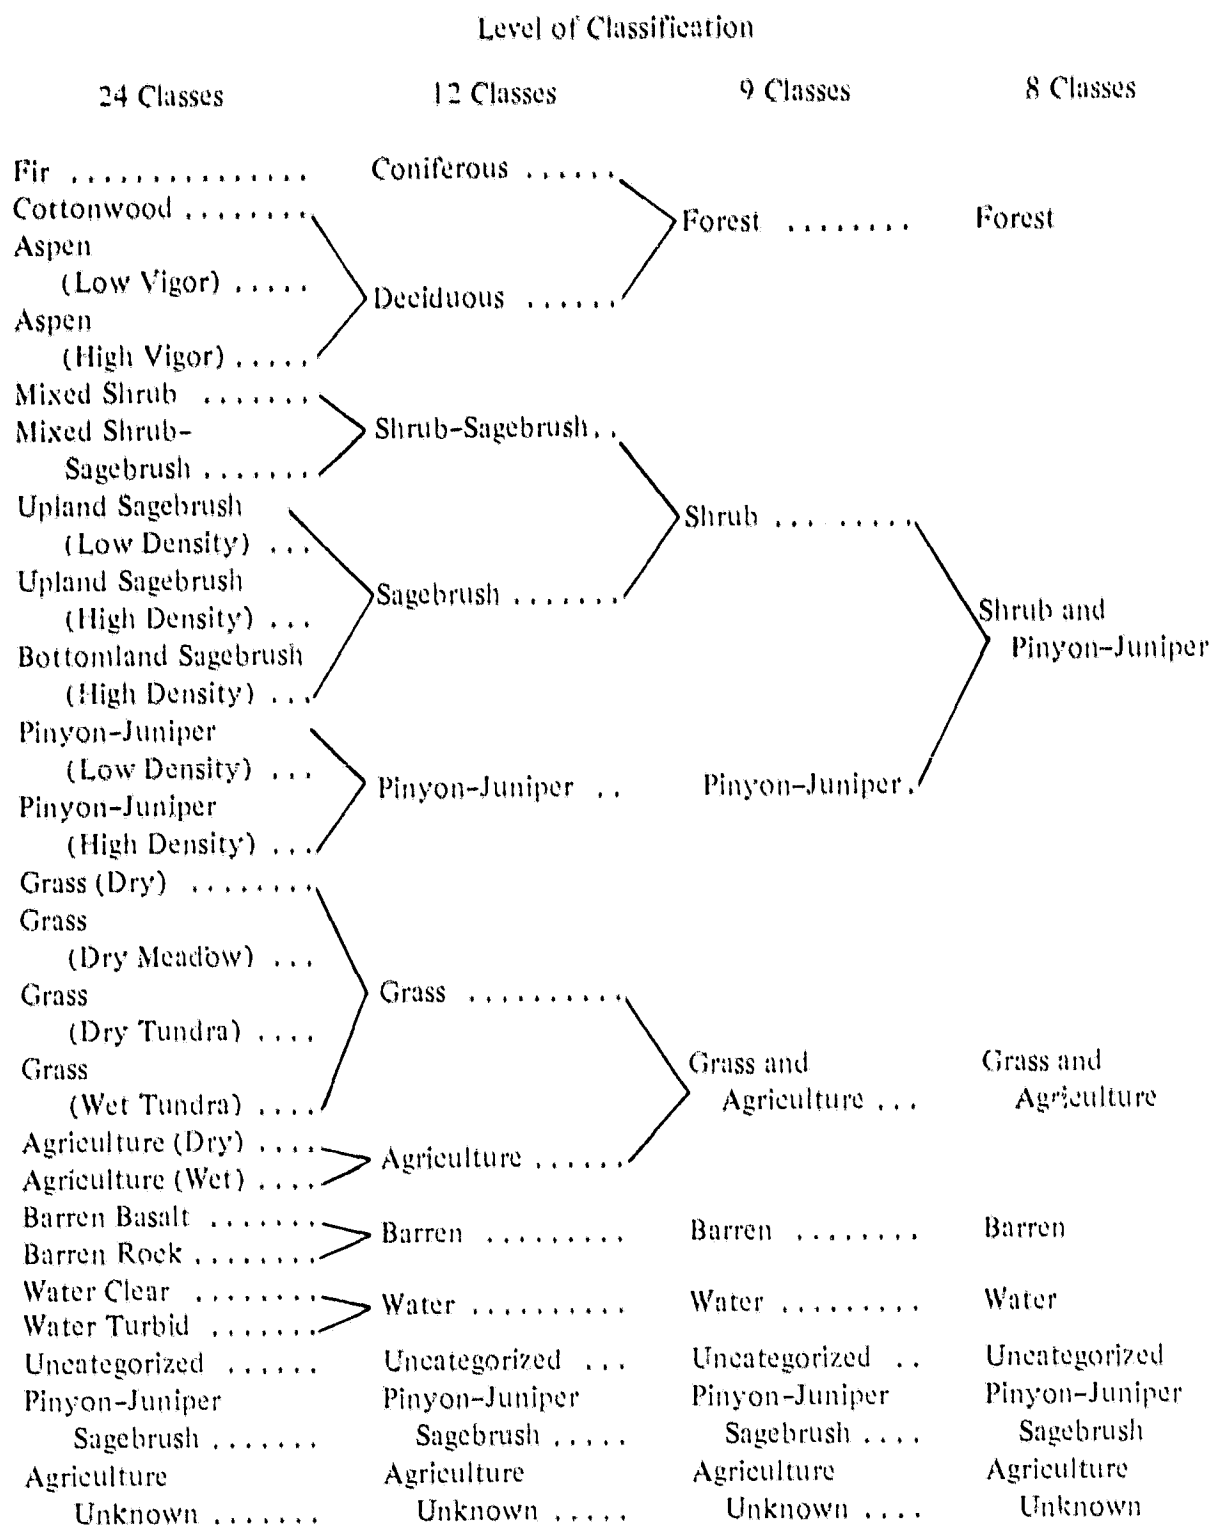 Level of Classification
24 Classes 12 Classes 9 Classes 8 Classes
Fir ............... Coniferous ......
Cottonwood ........ Forest ........ Forest
Aspen
(Low Vigor) ..... Deciduous ......
Aspen
(High Vigor) .....
Mixed Shrub .......
Mixed Shrub- Shrub-Sagebrush..
Sagebrush .......
Upland Sagebrush Shrub .........
(Low Density) ...
Upland Sagebrush Sagebrush .......
(High Density) ... Shrub and
Bottomland Sagebrush Pinyon-Juniper
(High Density) ...
Pinyon-Juniper
(Low Density) ... Pinyon-Juniper .. Pinyon-Juniper.
Pinyon-Juniper
(High Density) ...
Grass (Dry) ........
Grass
(Dry Meadow) ...
Grass Grass ..........
(Dry Tundra) ....
Grass Grass and Grass and
(Wet Tundra) .... Agriculture ... Agriculture
Agriculture (Dry) .... Agriculture ......
Agriculture (Wet) ....
Barren Basalt ....... Barren ......... Barren ........ Barren
Barren Rock .......
Water Clear ........ Water .......... Water ......... Water
Water Turbid .......
Uncategorized ...... Uncategorized ... Uncategorized .. Uncategorized
Pinyon-Juniper Pinyon-Juniper Pinyon-Juniper Pinyon-Juniper
Sagebrush ....... Sagebrush ..... Sagebrush .... Sagebrush
Agriculture Agriculture Agriculture Agriculture
Unknown ....... Unknown ..... Unknown .... Unknown